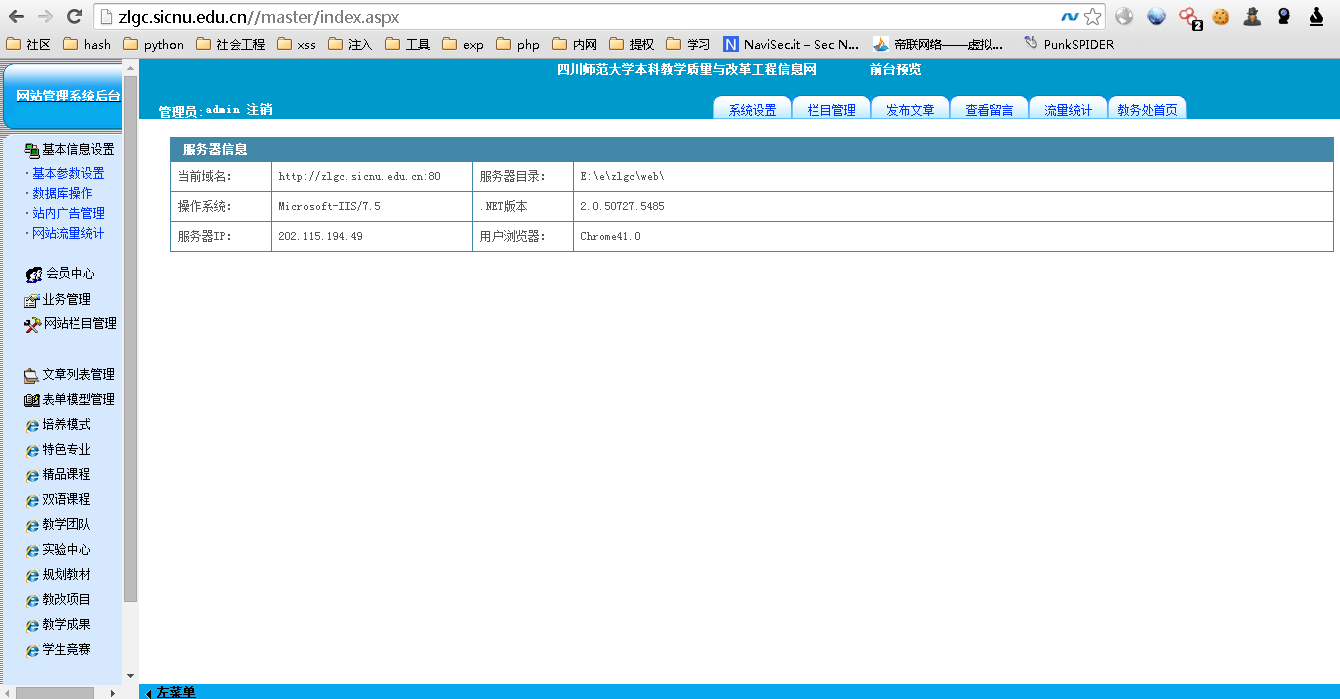 zlgc.sicnu.edu.cn//master/index.aspx
社区 hash python 社会工程 xss 注入 工具 exp php 内网 提权 学习 NaviSec.it – Sec N... 帝联网络——虚拟... PunkSPIDER
2
网站管理系统后台
四川师范大学本科教学质量与改革工程信息网 前台预览
管理员:admin 注销
系统设置 栏目管理 发布文章 查看留言 流量统计 教务处首页
基本信息设置
·基本参数设置
·数据库操作
·站内广告管理
·网站流量统计
会员中心
业务管理
网站栏目管理
文章列表管理
表单模型管理
培养模式
特色专业
精品课程
双语课程
教学团队
实验中心
规划教材
教改项目
教学成果
学生竞赛
服务器信息
当前域名: http://zlgc.sicnu.edu.cn:80 服务器目录: E:\e\zlgc\web\
操作系统: Microsoft-IIS/7.5 .NET版本 2.0.50727.5485
服务器IP: 202.115.194.49 用户浏览器: Chrome41.0
左菜单